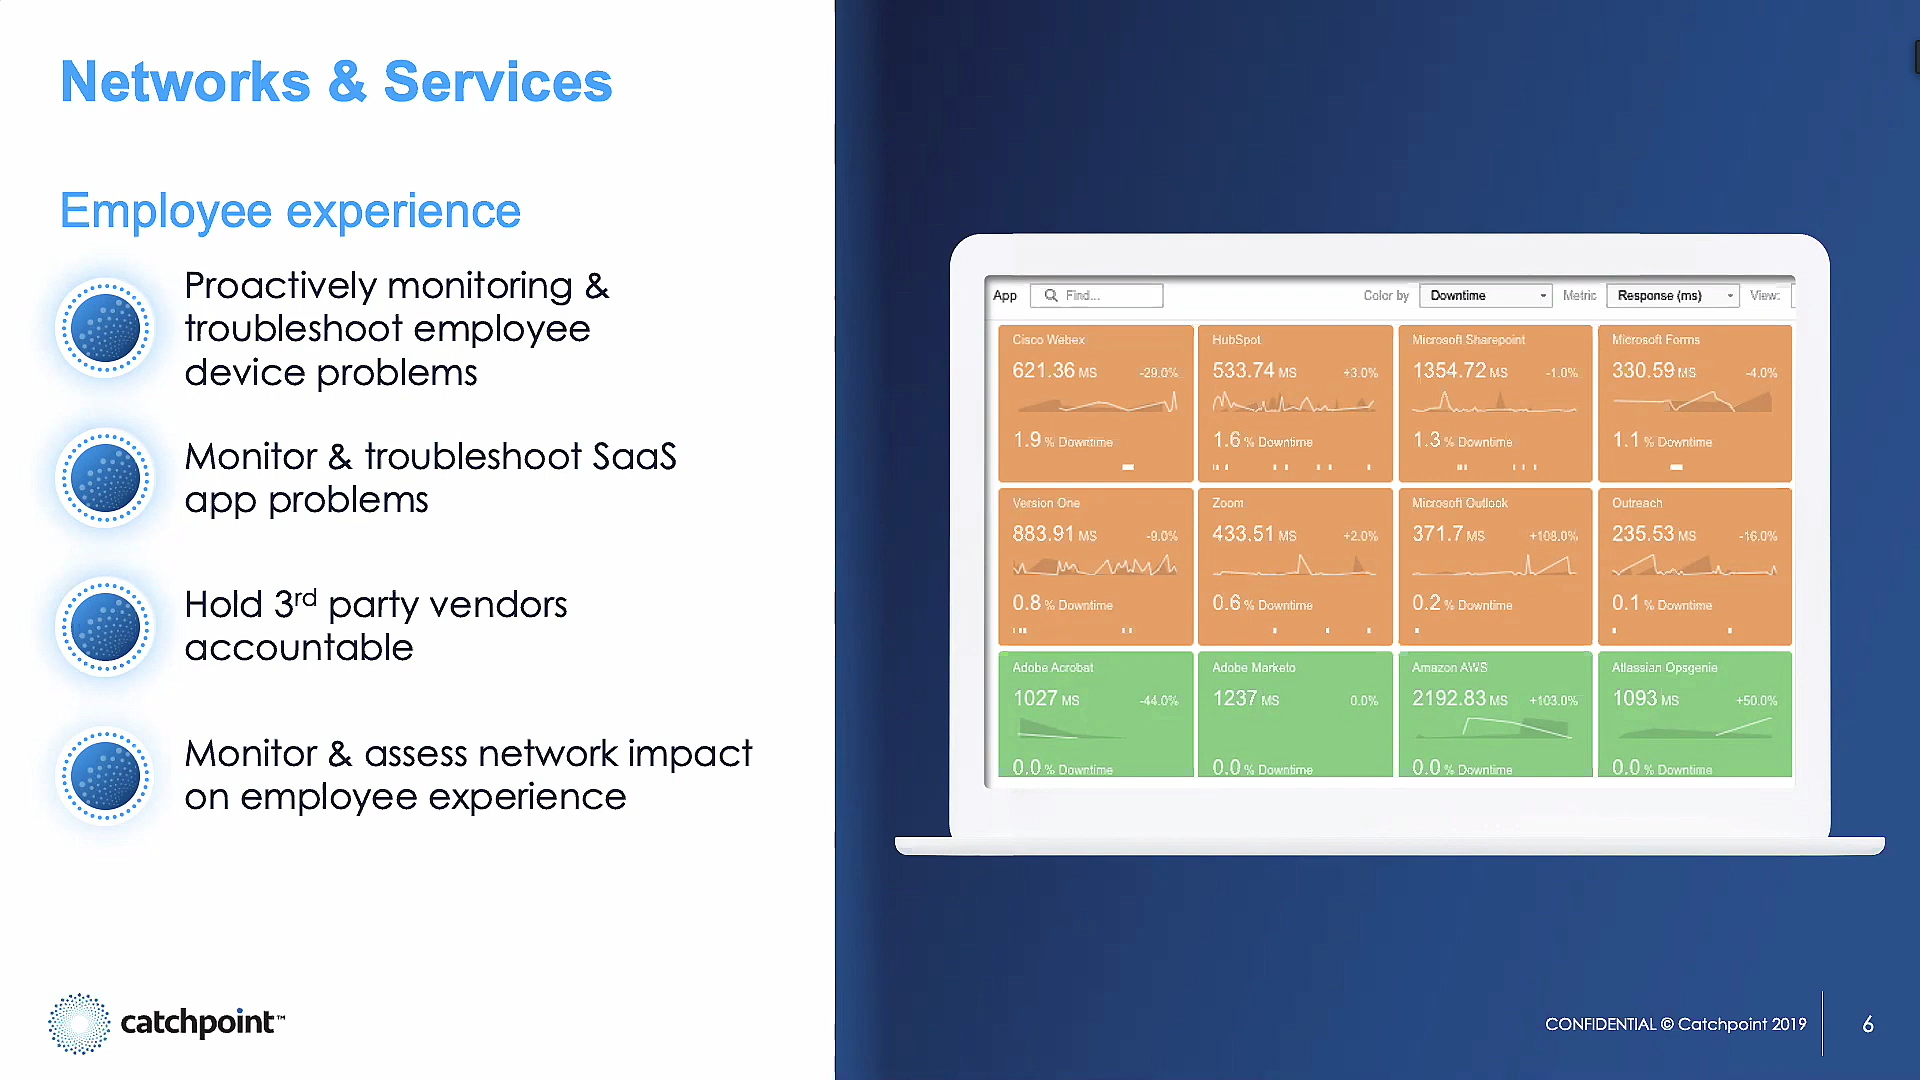 Networks & Services
Employee experience
Proactively monitoring &
troubleshoot employee
device problems
Monitor & troubleshoot SaaS
app problems
Hold 3rd party vendors
accountable
Monitor & assess network impact
on employee experience
catchpoint™
App Find... Color by Downtime Metric Response (ms) View:
Cisco Webex HubSpot Microsoft Sharepoint Microsoft Forms
621.36 MS -29.0% 533.74 MS +3.0% 1354.72 MS -1.0% 330.59 MS -4.0%
1.9 % Downtime 1.6 % Downtime 1.3 % Downtime 1.1 % Downtime
Version One Zoom Microsoft Outlook Outreach
883.91 MS -9.0% 433.51 MS +2.0% 371.7 MS +108.0% 235.53 MS -16.0%
0.8 % Downtime 0.6 % Downtime 0.2 % Downtime 0.1 % Downtime
Adobe Acrobat Adobe Marketo Amazon AWS Atlassian Opsgenie
1027 MS -44.0% 1237 MS 0.0% 2192.83 MS +103.0% 1093 MS +50.0%
0.0 % Downtime 0.0 % Downtime 0.0 % Downtime 0.0 % Downtime
CONFIDENTIAL © Catchpoint 2019 6